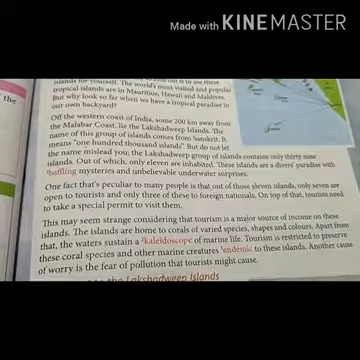 Made with KINEMASTER
f the
islands for yourself. The world's most visited and popular
tropical islands are in Mauritius, Hawaii and Maldives.
But why look so far when we have a tropical paradise in
our own backyard?
Off the western coast of India, some 200 km away from
the Malabar Coast, lie the Lakshadweep Islands. The
name of this group of islands comes from Sanskrit. It
means "one hundred thousand islands". But do not let
the name mislead you; the Lakshadweep group of islands contains only thirty nine
islands. Out of which, only eleven are inhabited. These islands are a divers' paradise with
baffling mysteries and unbelievable underwater surprises.
One fact that's peculiar to many people is that out of those eleven islands, only seven are
open to tourists and only three of these to foreign nationals. On top of that, tourists need
to take a special permit to visit them.
This may seem strange considering that tourism is a major source of income on these
islands. The islands are home to corals of varied species, shapes and colours. Apart from
that, the waters sustain a kaleidoscope of marine life. Tourism is restricted to preserve
these coral species and other marine creatures endemic to these islands. Another cause
of worry is the fear of pollution that tourists might cause.
to the Lakshadweep Islands